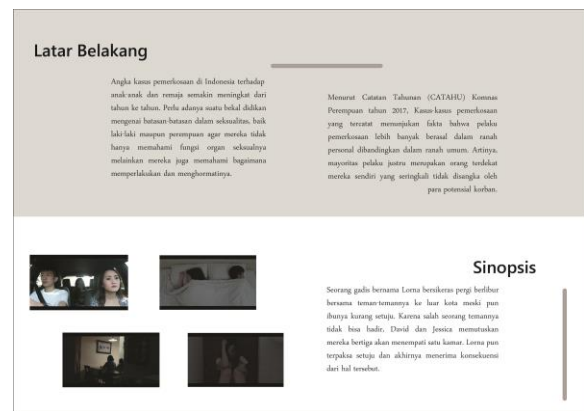 Latar Belakang
Angka kasus pemerkosaan di Indonesia terhadap
anak-anak dan remaja semakin meningkat dari
tahun ke tahun. Perlu adanya suatu bekal didikan
mengenai batasan-batasan dalam seksualitas, baik
laki-laki maupun perempuan agar mereka tidak
hanya memahami fungsi organ seksualnya
melainkan mereka juga memahami bagaimana
memperlakukan dan menghormatinya.
Menurut Catatan Tahunan (CATAHU) Komnas
Perempuan tahun 2017, Kasus-kasus pemerkosaan
yang tercatat menunjukan fakta bahwa pelaku
pemerkosaan lebih banyak berasal dalam ranah
personal dibandingkan dalam ranah umum. Artinya,
mayoritas pelaku justru merupakan orang terdekat
mereka sendiri yang seringkali tidak disangka oleh
para potensial korban.
Sinopsis
Seorang gadis bernama Lorna bersikeras pergi berlibur
bersama teman-temannya ke luar kota meski pun
ibunya kurang setuju. Karena salah seorang temannya
tidak bisa hadir, David dan Jessica memutuskan
mereka bertiga akan menempati satu kamar. Lorna pun
terpaksa setuju dan akhirnya menerima konsekuensi
dari hal tersebut.